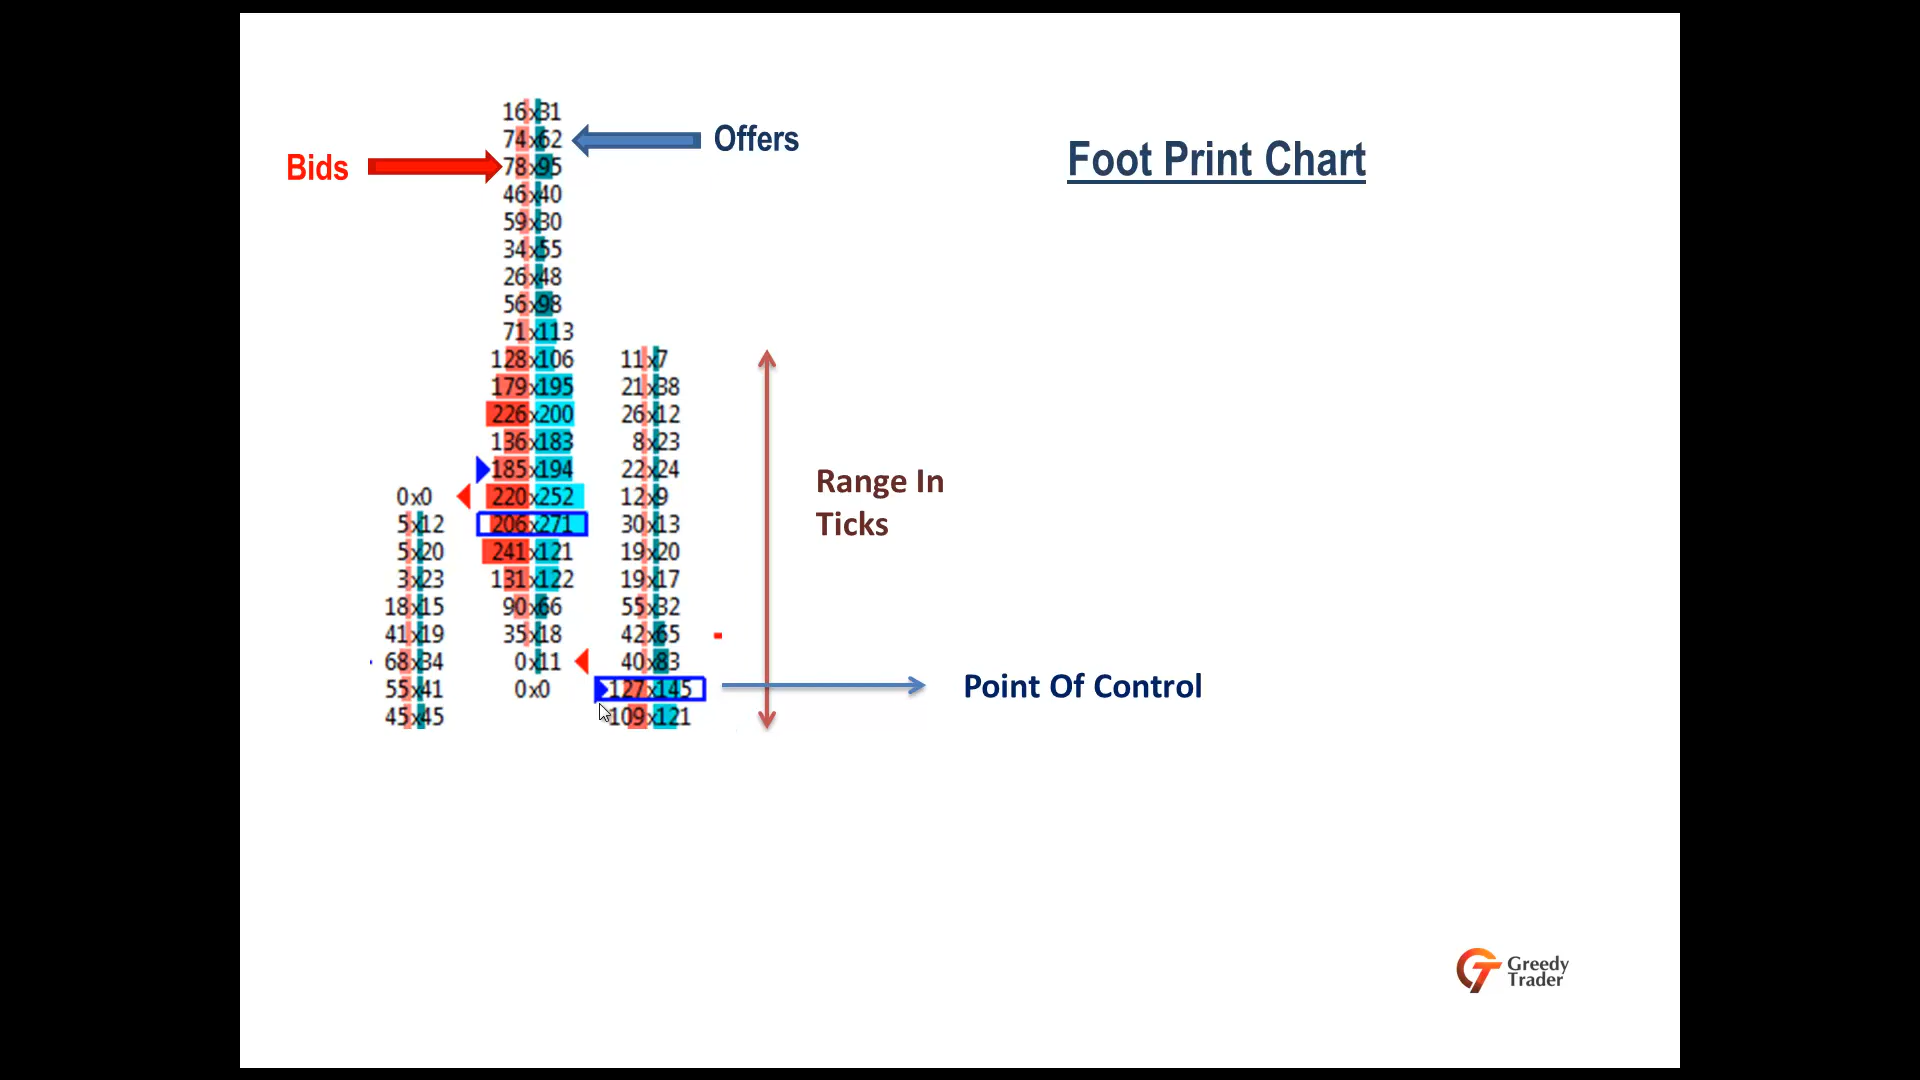 Foot Print Chart
Bids
Offers
16x31
74x62
78x95
46x40
59x30
34x55
26x48
56x98
71x113
128x106 11x7
179x195 21x38
226x200 26x12
136x183 8x23
185x194 22x24
0x0 220x252 12x9
5x12 206x271 30x13
5x20 241x121 19x20
3x23 131x122 19x17
18x15 90x66 55x32
41x19 35x18 42x65
68x34 0x11 40x83
55x41 0x0 127x145
45x45 109x121
Range In
Ticks
Point Of Control
Greedy
Trader